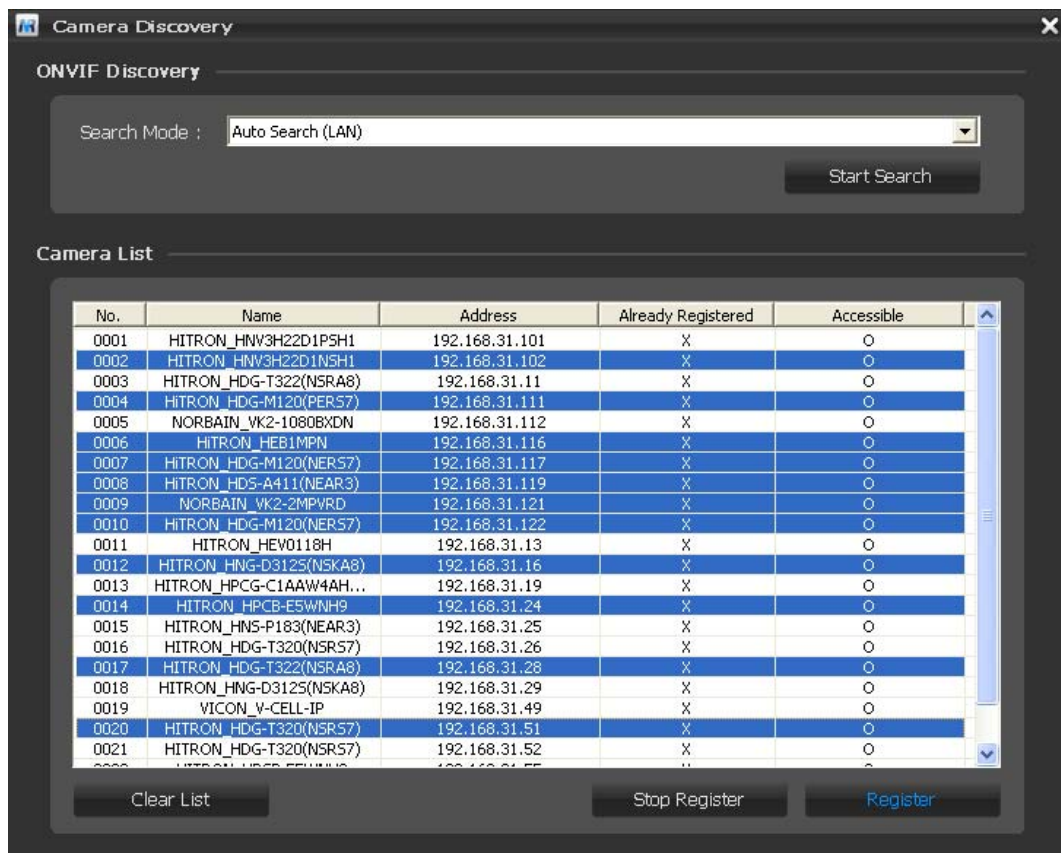 Camera Discovery
ONVIF Discovery
Search Mode : Auto Search (LAN)
Start Search
Camera List
No. Name Address Already Registered Accessible
0001 HITRON_HNV3H22D1PSH1 192.168.31.101 X O
0002 HITRON_HNV3H22D1NSH1 192.168.31.102 X O
0003 HITRON_HDG-T322(NSRA8) 192.168.31.11 X O
0004 HiTRON_HDG-M120(PERS7) 192.168.31.111 X O
0005 NORBAIN_VK2-1080BXDN 192.168.31.112 X O
0006 HiTRON_HEB1MPN 192.168.31.116 X O
0007 HiTRON_HDG-M120(NERS7) 192.168.31.117 X O
0008 HiTRON_HDS-A411(NEAR3) 192.168.31.119 X O
0009 NORBAIN_VK2-2MPVRD 192.168.31.121 X O
0010 HiTRON_HDG-M120(NERS7) 192.168.31.122 X O
0011 HITRON_HEV0118H 192.168.31.13 X O
0012 HITRON_HNG-D312S(NSKA8) 192.168.31.16 X O
0013 HITRON_HPCG-C1AAW4AH... 192.168.31.19 X O
0014 HITRON_HPCB-E5WNH9 192.168.31.24 X O
0015 HITRON_HNS-P183(NEAR3) 192.168.31.25 X O
0016 HITRON_HDG-T320(NSRS7) 192.168.31.26 X O
0017 HITRON_HDG-T322(NSRA8) 192.168.31.28 X O
0018 HITRON_HNG-D312S(NSKA8) 192.168.31.29 X O
0019 VICON_V-CELL-IP 192.168.31.49 X O
0020 HITRON_HDG-T320(NSRS7) 192.168.31.51 X O
0021 HITRON_HDG-T320(NSRS7) 192.168.31.52 X O
Clear List Stop Register Register